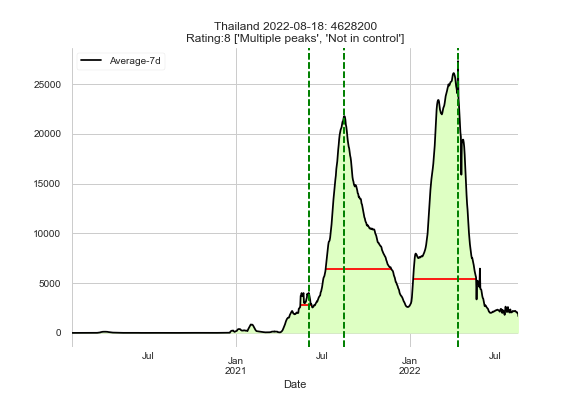 Thailand 2022-08-18: 4628200
Rating:8 ['Multiple peaks', 'Not in control']
Average-7d
25000
20000
15000
10000
5000
0
Jul
Jan
2021
Jul
Jan
2022
Jul
Date